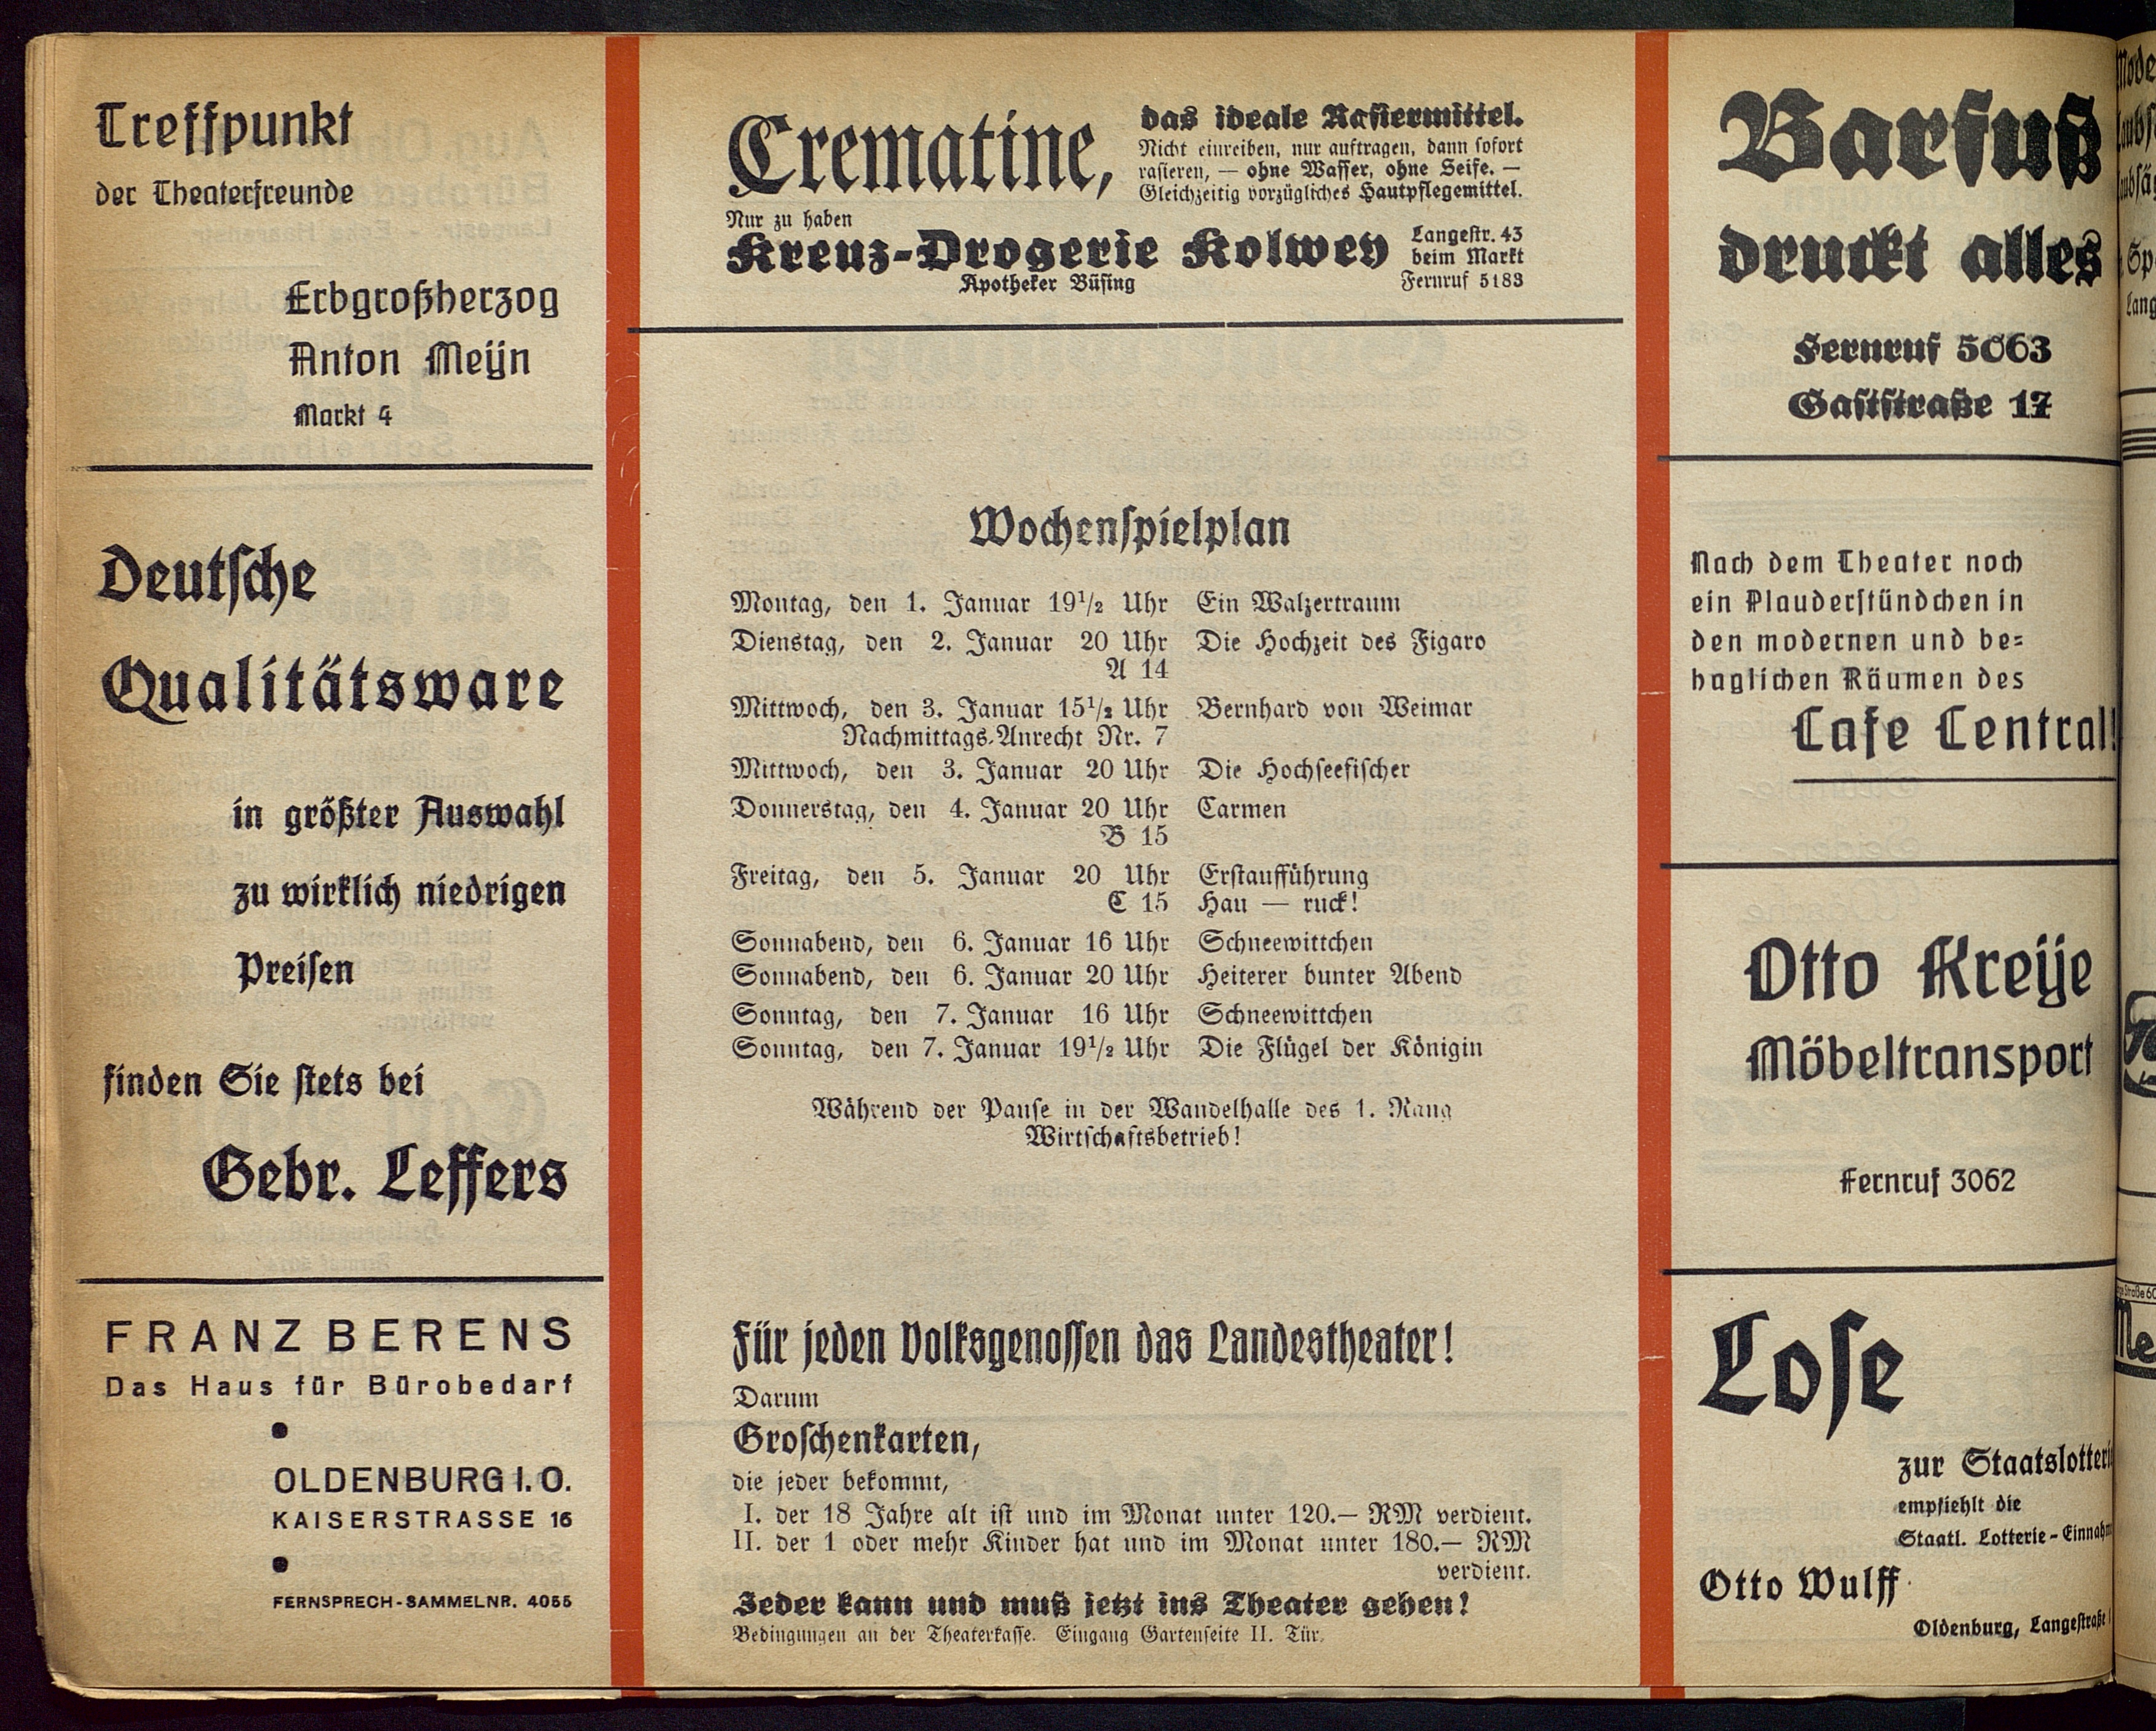 Treffpunkt
der Theaterfreunde
Erbgroßherzog
Anton Meijn
Markt 4
Deutsche
Qualitätsware
in größter Auswahl
zu wirklich niedrigen
Preisen
finden Sie stets bei
Gebr. Leffers
FRANZ BERENS
Das Haus für Bürobedarf
OLDENBURG I. O.
KAISERSTRASSE 16
FERNSPRECH-SAMMELNR. 4055
Crematine,
das ideale Rasiermittel.
Nicht einreiben, nur auftragen, dann sofort
rasieren, — ohne Wasser, ohne Seife. —
Gleichzeitig vorzügliches Hautpflegemittel.
Nur zu haben
Kreuz-Drogerie Kolwey
Apotheker Büsing
Langestr. 43
beim Markt
Fernruf 5183
Wochenspielplan
Montag, den 1. Januar 19½ Uhr Ein Walzertraum
Dienstag, den 2. Januar 20 Uhr Die Hochzeit des Figaro
A 14
Mittwoch, den 3. Januar 15½ Uhr Bernhard von Weimar
Nachmittags-Anrecht Nr. 7
Mittwoch, den 3. Januar 20 Uhr Die Hochseefischer
Donnerstag, den 4. Januar 20 Uhr Carmen
B 15
Freitag, den 5. Januar 20 Uhr Erstaufführung
C 15 Hau — ruck!
Sonnabend, den 6. Januar 16 Uhr Schneewittchen
Sonnabend, den 6. Januar 20 Uhr Heiterer bunter Abend
Sonntag, den 7. Januar 16 Uhr Schneewittchen
Sonntag, den 7. Januar 19½ Uhr Die Flügel der Königin
Während der Pause in der Wandelhalle des 1. Rang
Wirtschaftsbetrieb!
Für jeden Volksgenossen das Landestheater!
Darum
Groschenkarten,
die jeder bekommt,
I. der 18 Jahre alt ist und im Monat unter 120.— RM verdient.
II. der 1 oder mehr Kinder hat und im Monat unter 180.— RM
verdient.
Jeder kann und muß jetzt ins Theater gehen!
Bedingungen an der Theaterkasse. Eingang Gartenseite II. Tür.
Barfuß
druckt alles
Fernruf 5063
Gaststraße 17
Nach dem Theater noch
ein Plauderstündchen in
den modernen und be-
haglichen Räumen des
Cafe Central!
Otto Kreije
Möbeltransport
Fernruf 3062
Lose
zur Staatslotterie
empfiehlt die
Staatl. Lotterie-Einnahm
Otto Wulff
Oldenburg, Langestraße